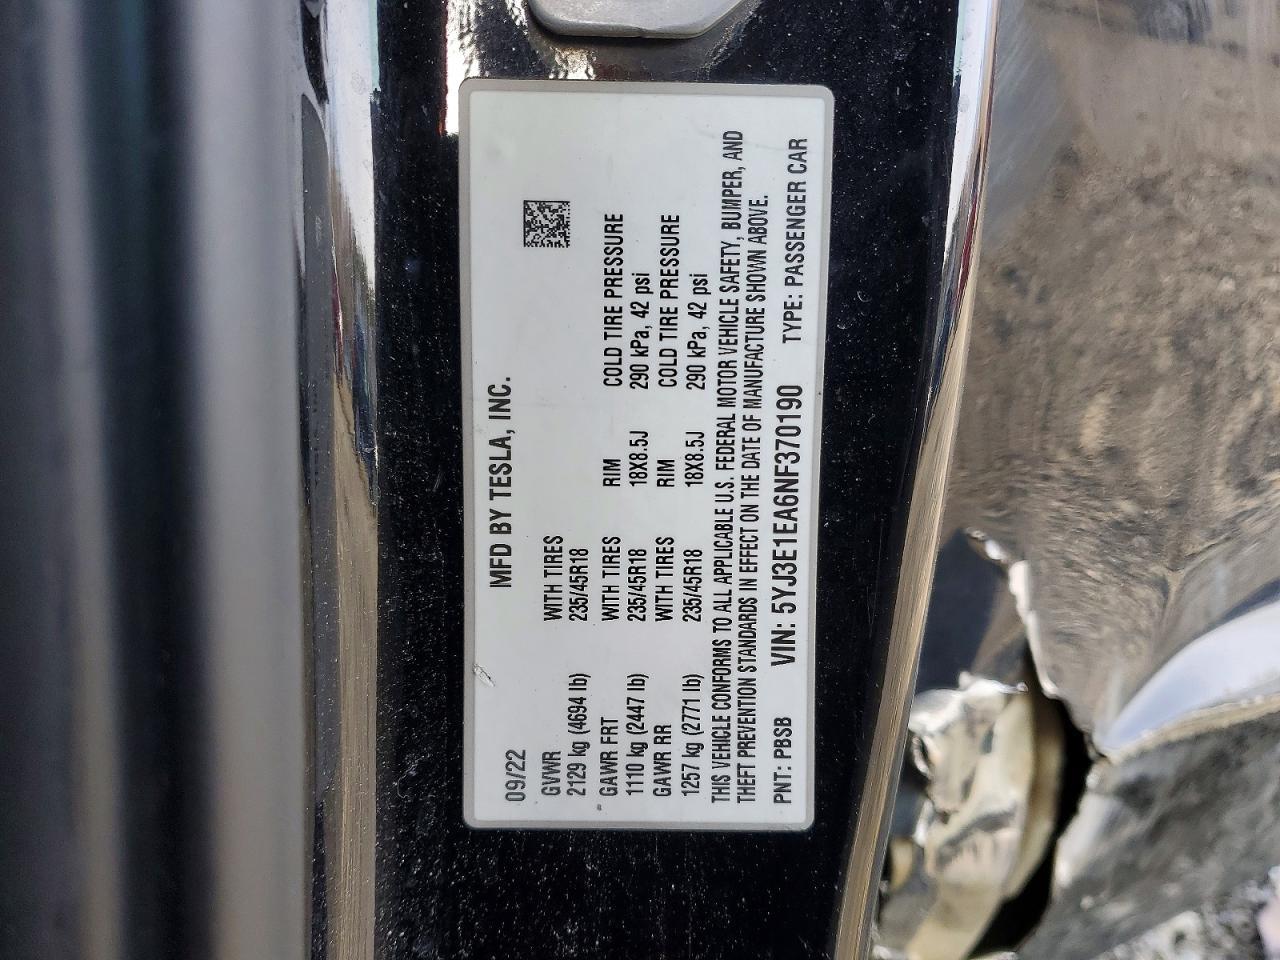 MFD BY TESLA, INC.
09/22
GVWR WITH TIRES
2129 kg (4694 lb) 235/45R18
GAWR FRT WITH TIRES RIM COLD TIRE PRESSURE
1110 kg (2447 lb) 235/45R18 18X8.5J 290 kPa, 42 psi
GAWR RR WITH TIRES RIM COLD TIRE PRESSURE
1257 kg (2771 lb) 235/45R18 18X8.5J 290 kPa, 42 psi
THIS VEHICLE CONFORMS TO ALL APPLICABLE U.S. FEDERAL MOTOR VEHICLE SAFETY, BUMPER, AND
THEFT PREVENTION STANDARDS IN EFFECT ON THE DATE OF MANUFACTURE SHOWN ABOVE.
PNT: PBSB VIN: 5YJ3E1EA6NF370190 TYPE: PASSENGER CAR